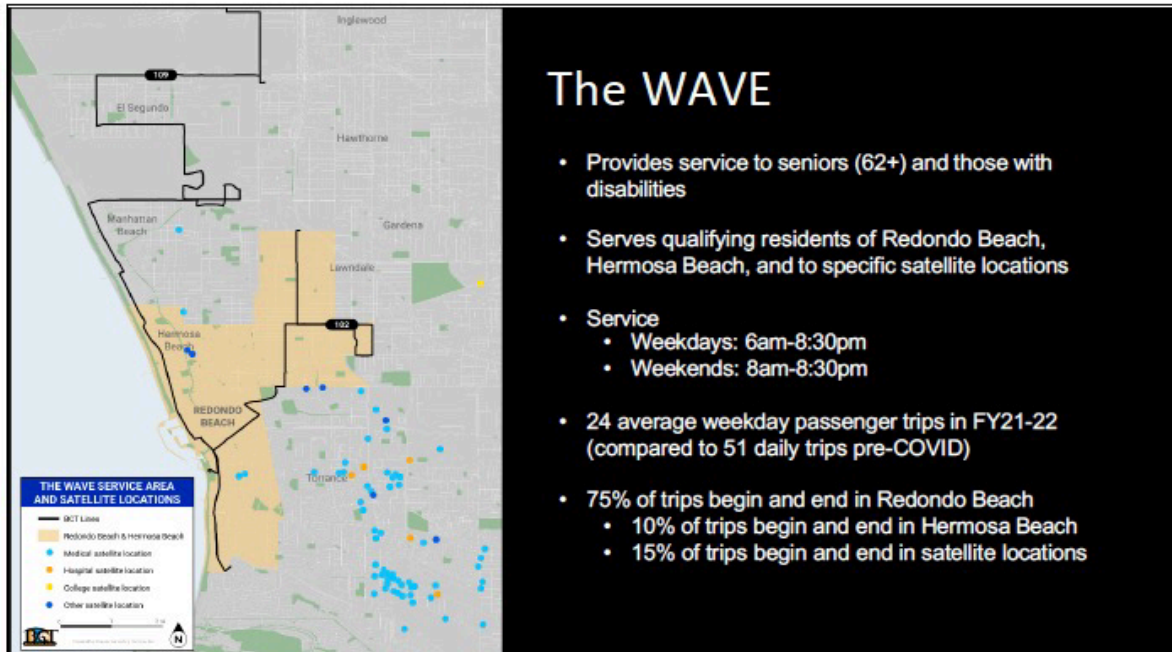 Inglewood
109
El Segundo
Hawthorne
Manhattan
Beach
Gardena
Lawndale
102
Hermosa
Beach
REDONDO
BEACH
Torrance
THE WAVE SERVICE AREA
AND SATELLITE LOCATIONS
BCT Lines
Redondo Beach & Hermosa Beach
Medical satellite location
Hospital satellite location
College satellite location
Other satellite location
BCT
N
The WAVE
• Provides service to seniors (62+) and those with
disabilities
• Serves qualifying residents of Redondo Beach,
Hermosa Beach, and to specific satellite locations
• Service
• Weekdays: 6am-8:30pm
• Weekends: 8am-8:30pm
• 24 average weekday passenger trips in FY21-22
(compared to 51 daily trips pre-COVID)
• 75% of trips begin and end in Redondo Beach
• 10% of trips begin and end in Hermosa Beach
• 15% of trips begin and end in satellite locations